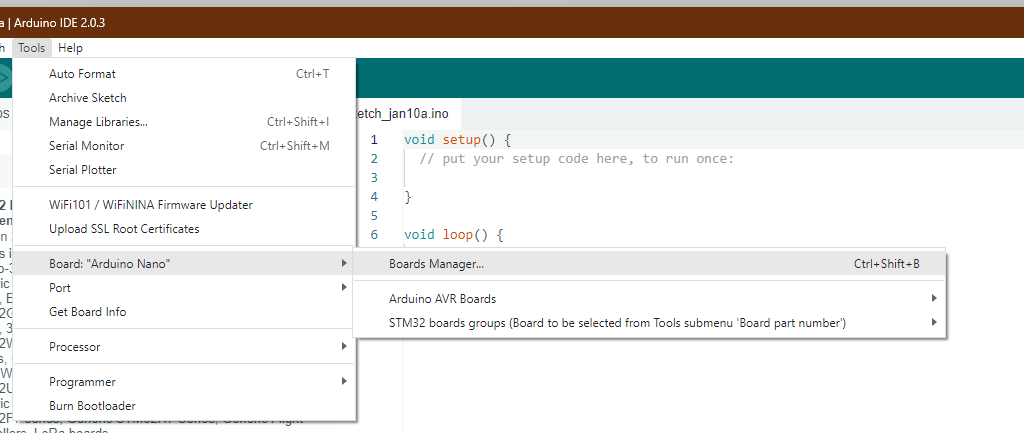 a | Arduino IDE 2.0.3
h Tools Help
Auto Format Ctrl+T
Archive Sketch
Manage Libraries... Ctrl+Shift+I
Serial Monitor Ctrl+Shift+M
Serial Plotter
WiFi101 / WiFiNINA Firmware Updater
Upload SSL Root Certificates
Board: "Arduino Nano"
Port
Get Board Info
Processor
Programmer
Burn Bootloader
Boards Manager... Ctrl+Shift+B
Arduino AVR Boards
STM32 boards groups (Board to be selected from Tools submenu 'Board part number')
etch_jan10a.ino
1 void setup() {
2 // put your setup code here, to run once:
3
4 }
5
6 void loop() {